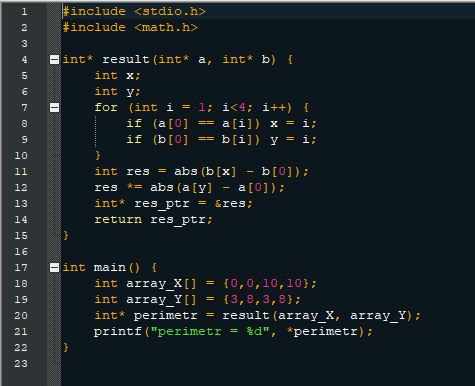 1 #include <stdio.h>
2 #include <math.h>
3
4 int* result(int* a, int* b) {
5 int x;
6 int y;
7 for (int i = 1; i<4; i++) {
8 if (a[0] == a[i]) x = i;
9 if (b[0] == b[i]) y = i;
10 }
11 int res = abs(b[x] - b[0]);
12 res *= abs(a[y] - a[0]);
13 int* res_ptr = &res;
14 return res_ptr;
15 }
16
17 int main() {
18 int array_X[] = {0,0,10,10};
19 int array_Y[] = {3,8,3,8};
20 int* perimetr = result(array_X, array_Y);
21 printf("perimetr = %d", *perimetr);
22 }
23